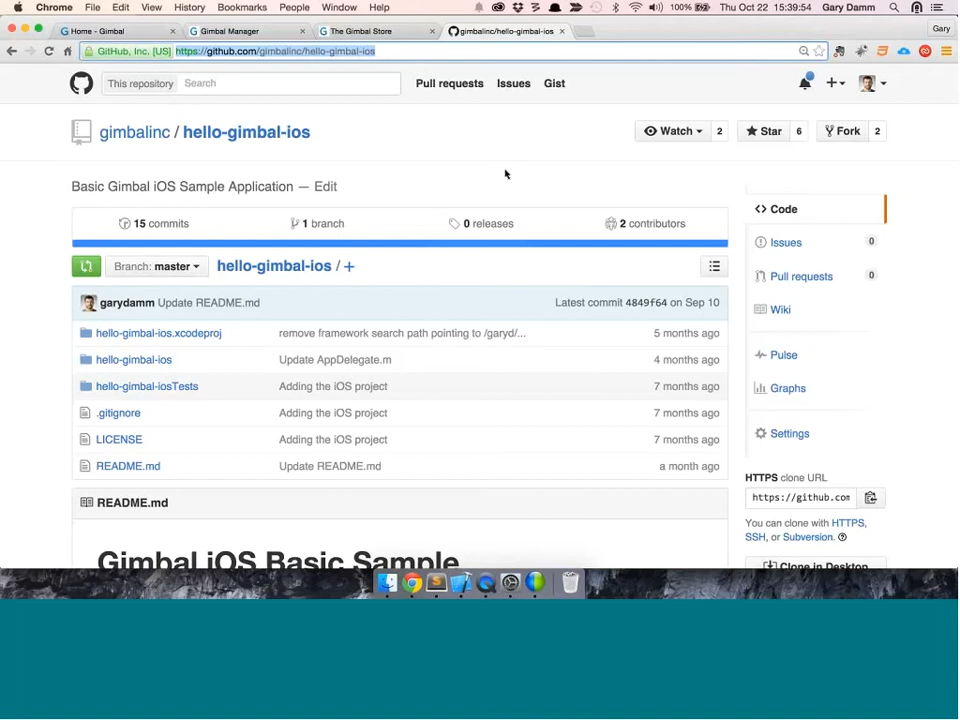 Chrome File Edit View History Bookmarks People Window Help 100% Thu Oct 22 15:39:54 Gary Damm
Home - Gimbal Gimbal Manager The Gimbal Store gimbalinc/hello-gimbal-ios Gary
GitHub, Inc. [US] https://github.com/gimbalinc/hello-gimbal-ios
This repository Search Pull requests Issues Gist
gimbalinc / hello-gimbal-ios Watch 2 Star 6 Fork 2
Basic Gimbal iOS Sample Application — Edit
15 commits 1 branch 0 releases 2 contributors
Branch: master hello-gimbal-ios / +
garydamm Update README.md Latest commit 4849f64 on Sep 10
hello-gimbal-ios.xcodeproj remove framework search path pointing to /garyd/... 5 months ago
hello-gimbal-ios Update AppDelegate.m 4 months ago
hello-gimbal-iosTests Adding the iOS project 7 months ago
.gitignore Adding the iOS project 7 months ago
LICENSE Adding the iOS project 7 months ago
README.md Update README.md a month ago
README.md
Gimbal iOS Basic Sample
Code
Issues 0
Pull requests 0
Wiki
Pulse
Graphs
Settings
HTTPS clone URL
https://github.com
You can clone with HTTPS,
SSH, or Subversion.
Clone in Desktop